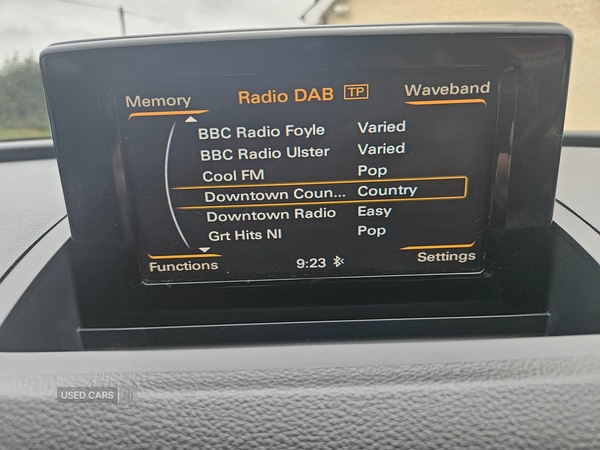 Memory
Radio DAB TP
Waveband
BBC Radio Foyle Varied
BBC Radio Ulster Varied
Cool FM Pop
Downtown Coun... Country
Downtown Radio Easy
Grt Hits NI Pop
Functions
9:23
Settings
USED CARS NI